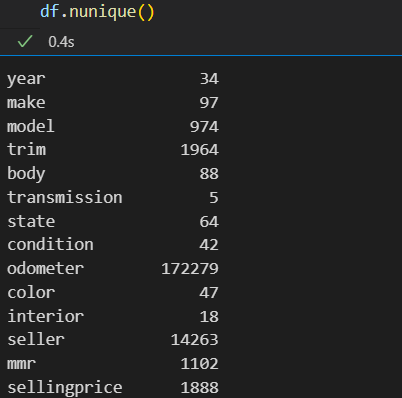 df.nunique()
✓ 0.4s
year 34
make 97
model 974
trim 1964
body 88
transmission 5
state 64
condition 42
odometer 172279
color 47
interior 18
seller 14263
mmr 1102
sellingprice 1888